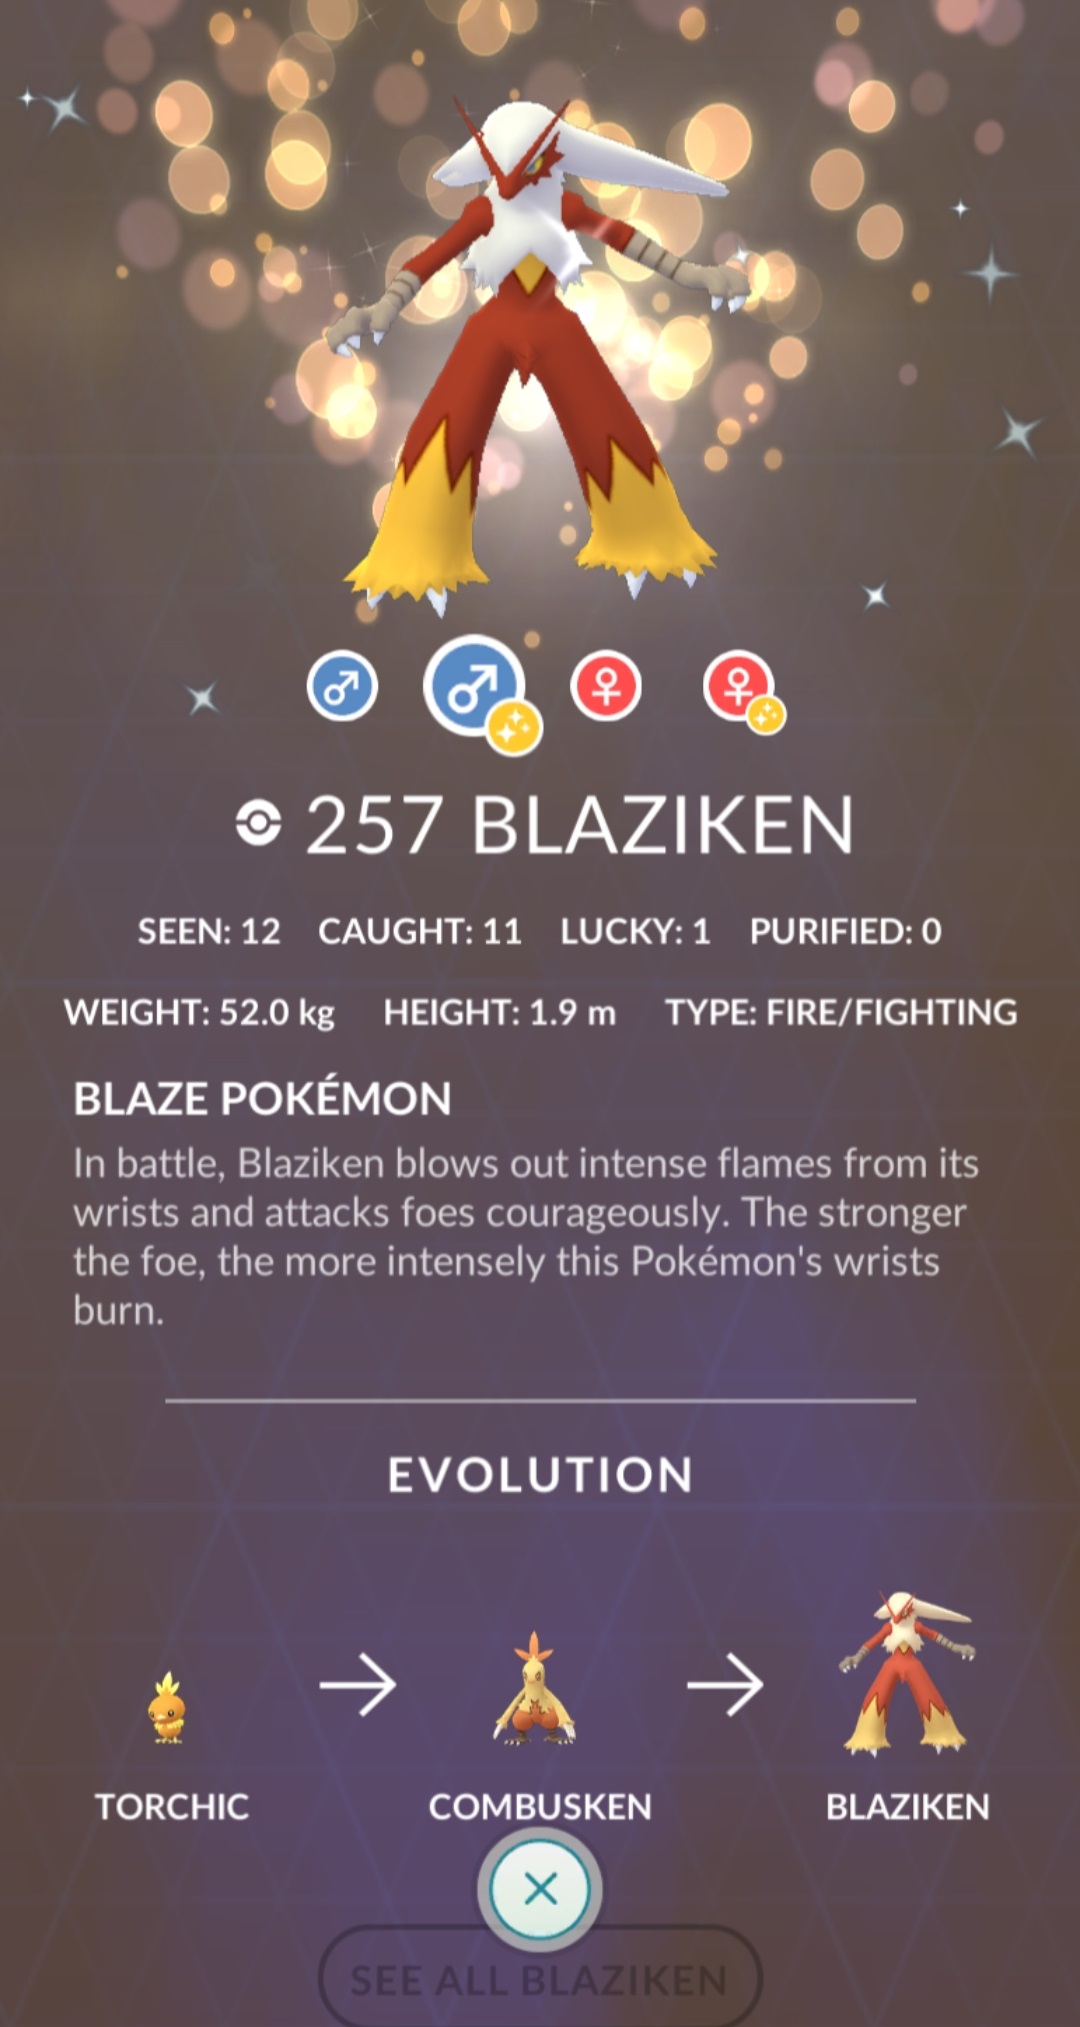 257 BLAZIKEN
SEEN: 12 CAUGHT: 11 LUCKY: 1 PURIFIED: 0
WEIGHT: 52.0 kg HEIGHT: 1.9 m TYPE: FIRE/FIGHTING
BLAZE POKÉMON
In battle, Blaziken blows out intense flames from its
wrists and attacks foes courageously. The stronger
the foe, the more intensely this Pokémon's wrists
burn.
EVOLUTION
TORCHIC COMBUSKEN BLAZIKEN
SEE ALL BLAZIKEN